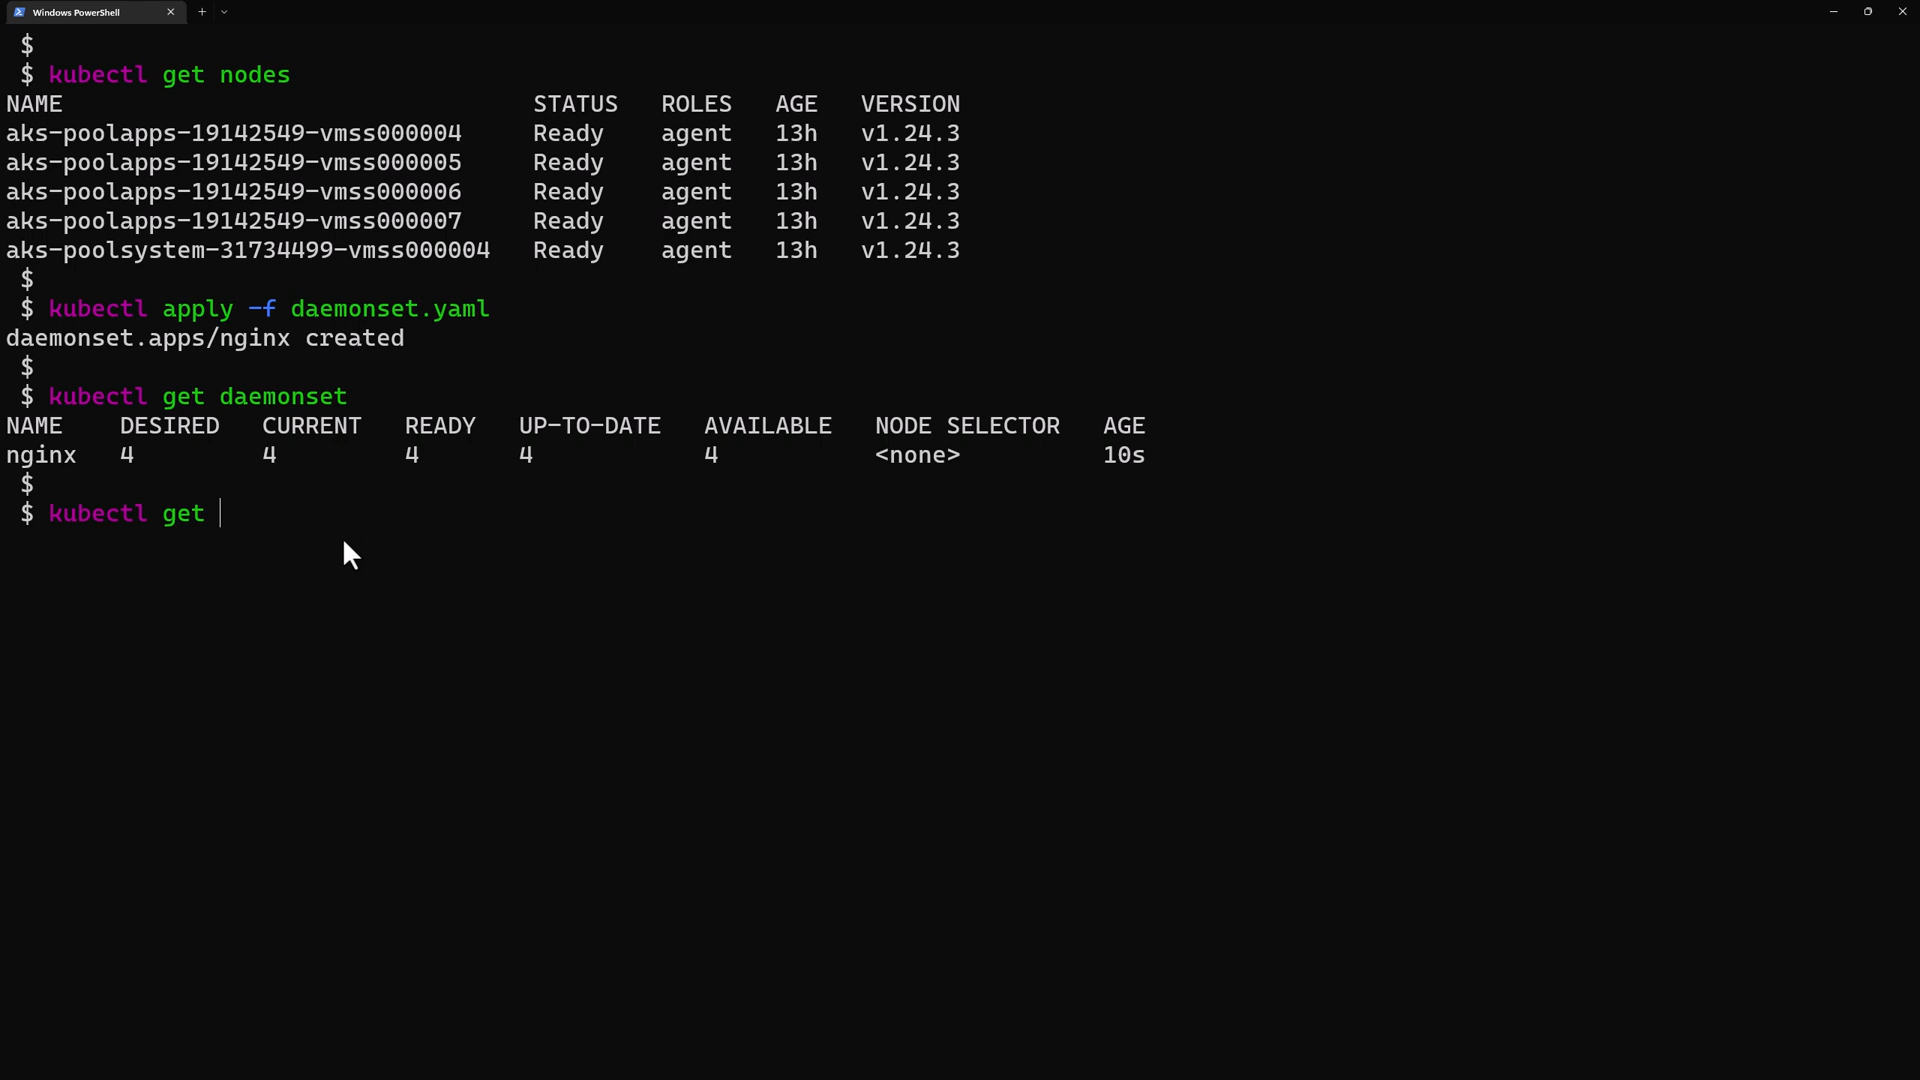 Windows PowerShell
$
$ kubectl get nodes
NAME STATUS ROLES AGE VERSION
aks-poolapps-19142549-vmss000004 Ready agent 13h v1.24.3
aks-poolapps-19142549-vmss000005 Ready agent 13h v1.24.3
aks-poolapps-19142549-vmss000006 Ready agent 13h v1.24.3
aks-poolapps-19142549-vmss000007 Ready agent 13h v1.24.3
aks-poolsystem-31734499-vmss000004 Ready agent 13h v1.24.3
$
$ kubectl apply -f daemonset.yaml
daemonset.apps/nginx created
$
$ kubectl get daemonset
NAME DESIRED CURRENT READY UP-TO-DATE AVAILABLE NODE SELECTOR AGE
nginx 4 4 4 4 4 <none> 10s
$
$ kubectl get